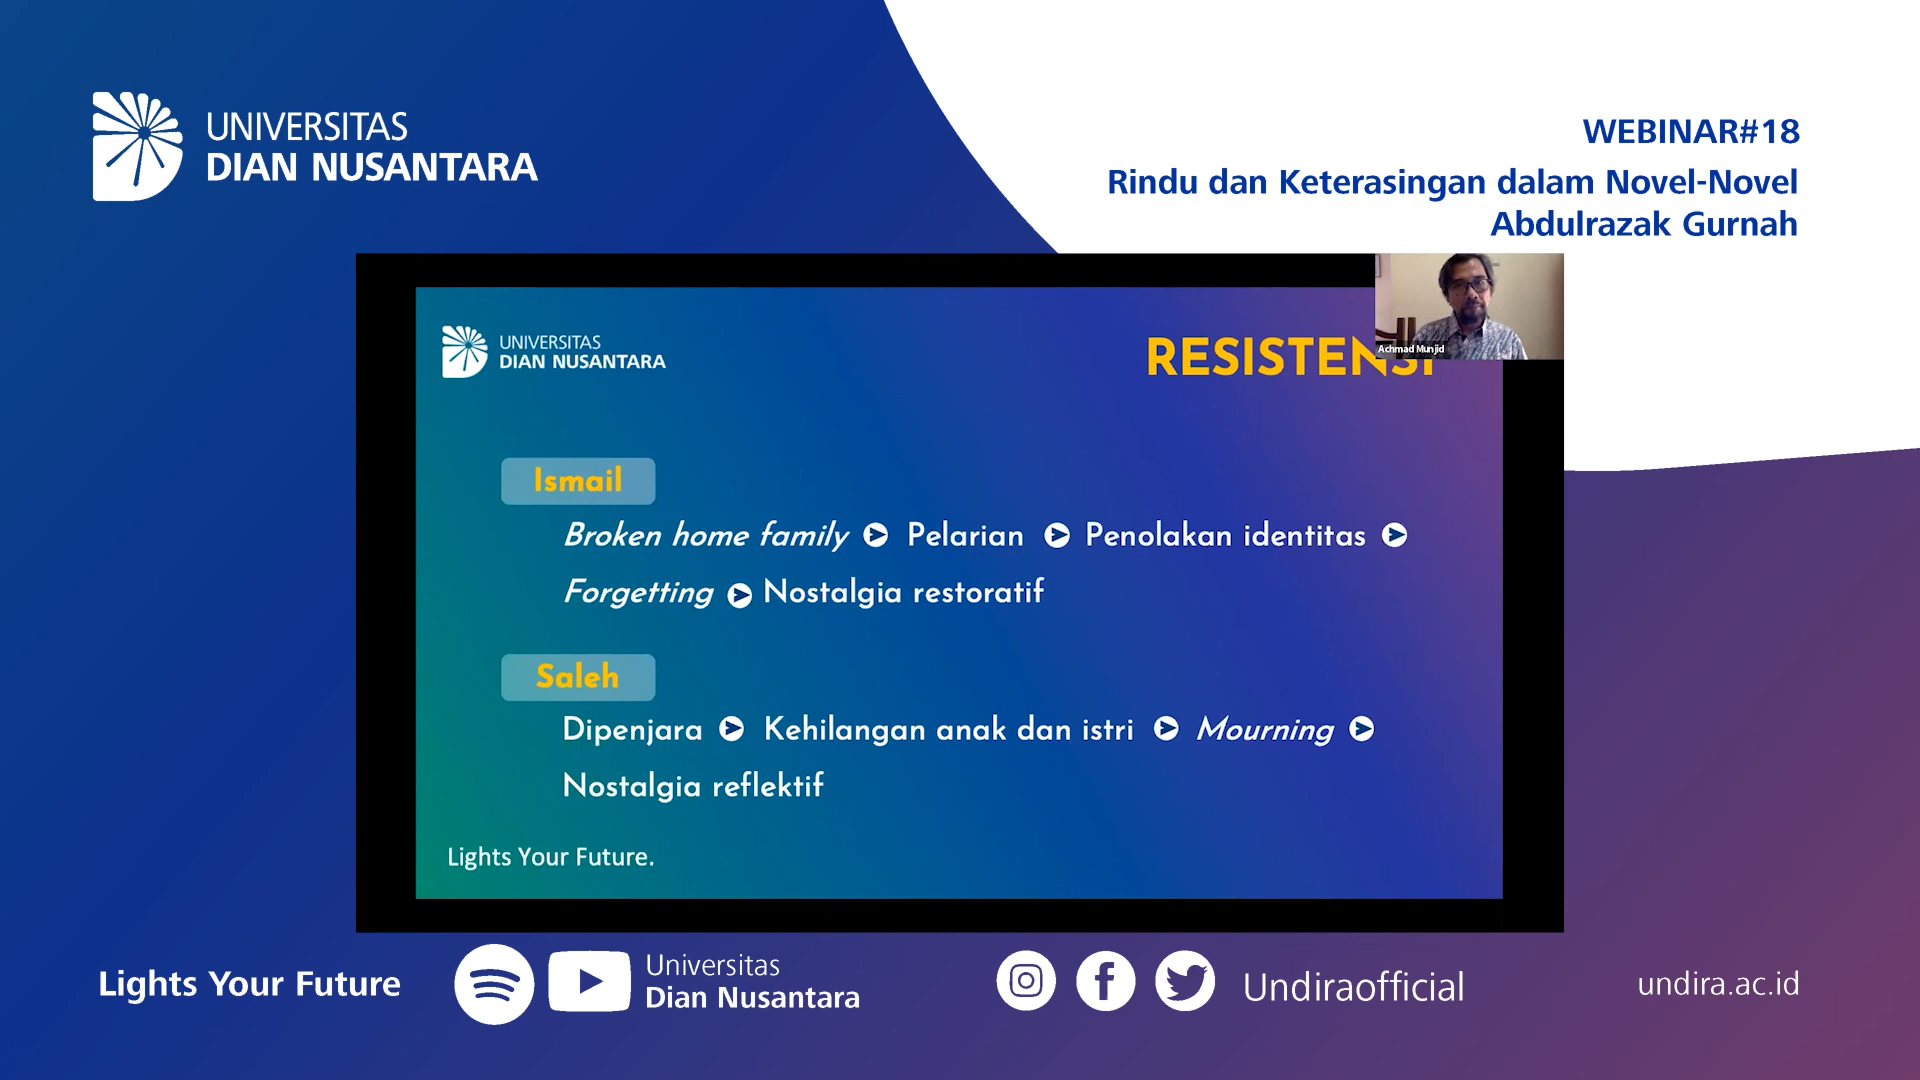 UNIVERSITAS
DIAN NUSANTARA
WEBINAR#18
Rindu dan Keterasingan dalam Novel-Novel
Abdulrazak Gurnah
UNIVERSITAS
DIAN NUSANTARA
RESISTENSI
Achmad Munjid
Ismail
Broken home family Pelarian Penolakan identitas
Forgetting Nostalgia restoratif
Saleh
Dipenjara Kehilangan anak dan istri Mourning
Nostalgia reflektif
Lights Your Future.
Lights Your Future
Universitas
Dian Nusantara
Undiraofficial
undira.ac.id